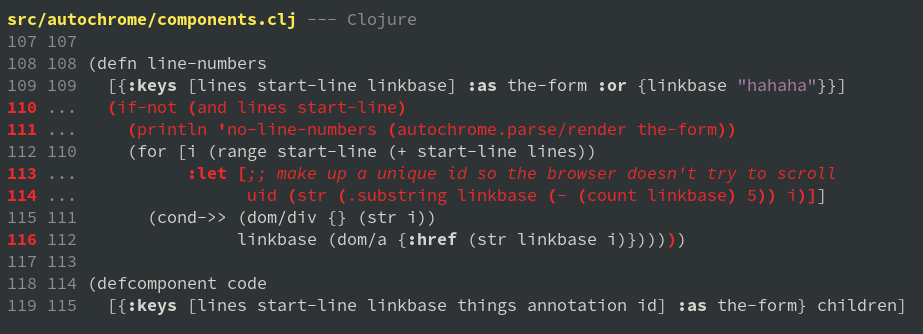 src/autochrome/components.clj --- Clojure
107 107
108 108 (defn line-numbers
109 109   [{:keys [lines start-line linkbase] :as the-form :or {linkbase "hahaha"}}]
110 ...   (if-not (and lines start-line)
111 ...     (println 'no-line-numbers (autochrome.parse/render the-form))
112 110     (for [i (range start-line (+ start-line lines))
113 ...           :let [;; make up a unique id so the browser doesn't try to scroll
114 ...                 uid (str (.substring linkbase (- (count linkbase) 5)) i)]]
115 111       (cond->> (dom/div {} (str i))
116 112                linkbase (dom/a {:href (str linkbase i)})))))
117 113
118 114 (defcomponent code
119 115   [{:keys [lines start-line linkbase things annotation id] :as the-form} children]